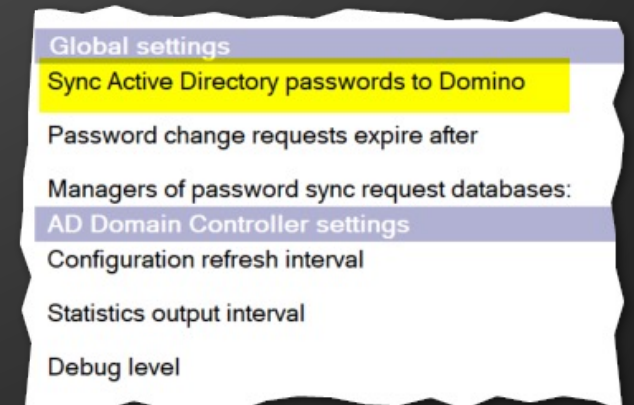 Global settings
Sync Active Directory passwords to Domino
Password change requests expire after
Managers of password sync request databases:
AD Domain Controller settings
Configuration refresh interval
Statistics output interval
Debug level